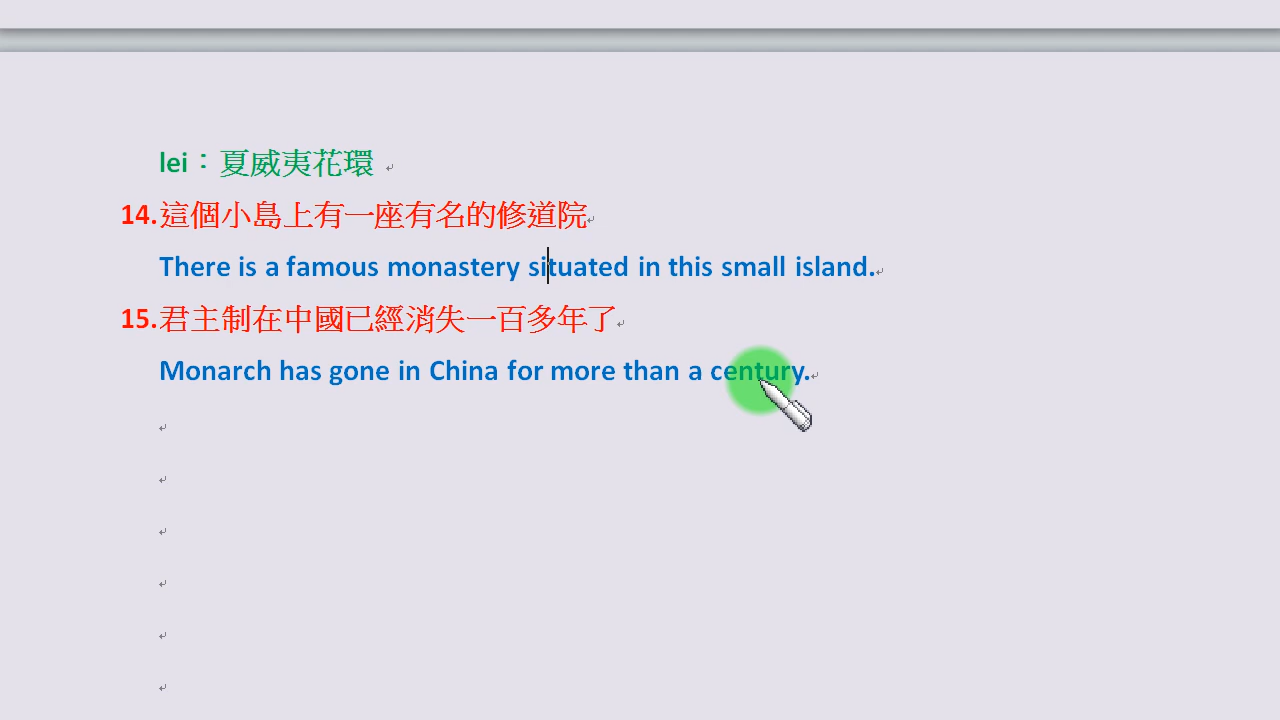 lei：夏威夷花環
14.這個小島上有一座有名的修道院
There is a famous monastery situated in this small island.
15.君主制在中國已經消失一百多年了
Monarch has gone in China for more than a century.